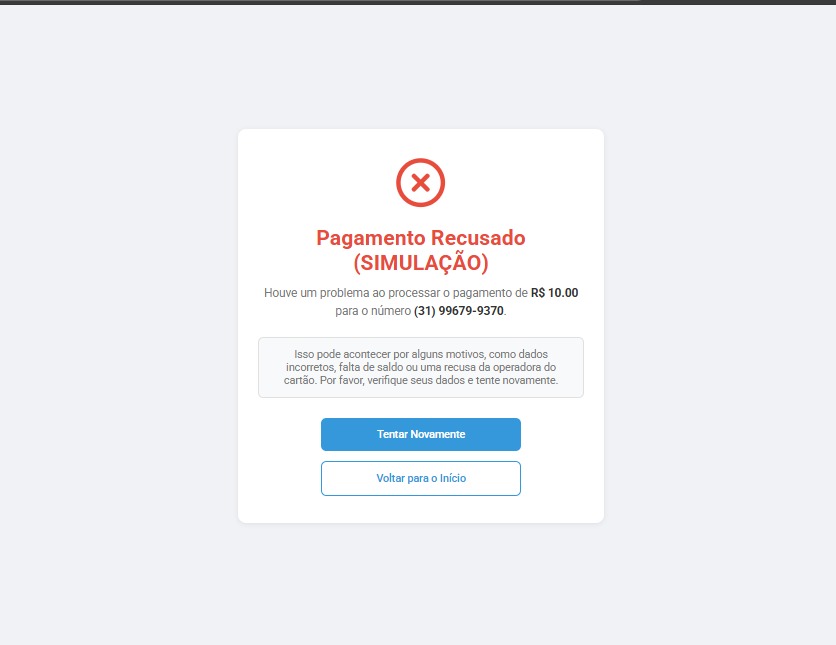 Pagamento Recusado
(SIMULAÇÃO)
Houve um problema ao processar o pagamento de R$ 10.00
para o número (31) 99679-9370.
Isso pode acontecer por alguns motivos, como dados
incorretos, falta de saldo ou uma recusa da operadora do
cartão. Por favor, verifique seus dados e tente novamente.
Tentar Novamente
Voltar para o Início